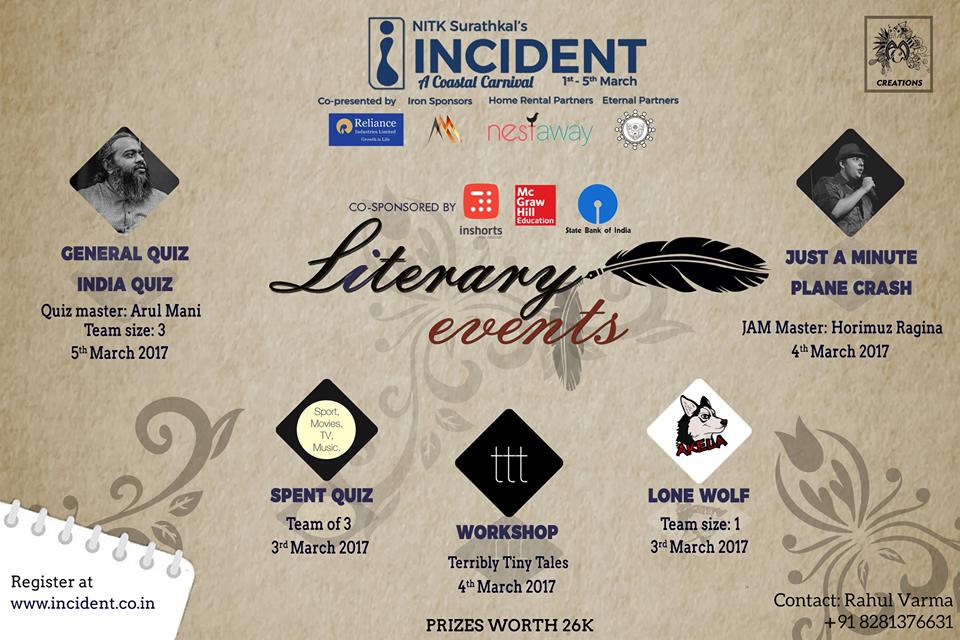 NITK Surathkal's
INCIDENT
A Coastal Carnival 1st - 5th March
CREATIONS
Co-presented by Iron Sponsors Home Rental Partners Eternal Partners
Reliance
Industries Limited
Growth is Life
nestaway
CO-SPONSORED BY
inshorts
Mc
Graw
Hill
Education
State Bank of India
Literary
events
GENERAL QUIZ
INDIA QUIZ
Quiz master: Arul Mani
Team size: 3
5th March 2017
JUST A MINUTE
PLANE CRASH
JAM Master: Horimuz Ragina
4th March 2017
Sport,
Movies,
TV,
Music.
SPENT QUIZ
Team of 3
3rd March 2017
ttt
WORKSHOP
Terribly Tiny Tales
4th March 2017
AKELA
LONE WOLF
Team size: 1
3rd March 2017
Register at
www.incident.co.in
PRIZES WORTH 26K
Contact: Rahul Varma
+91 8281376631